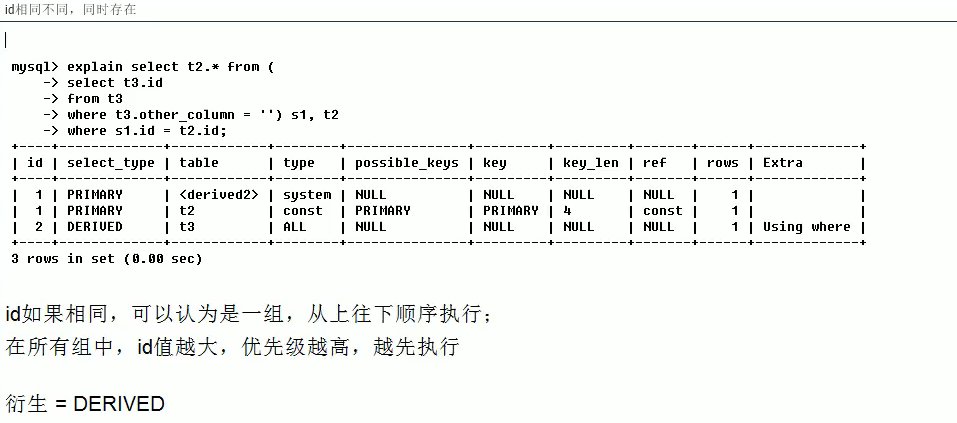 id相同不同，同时存在
mysql> explain select t2.* from (
    -> select t3.id
    -> from t3
    -> where t3.other_column = '') s1, t2
    -> where s1.id = t2.id;
+----+-------------+------------+--------+---------------+---------+---------+-------+------+-------------+
| id | select_type | table      | type   | possible_keys | key     | key_len | ref   | rows | Extra       |
+----+-------------+------------+--------+---------------+---------+---------+-------+------+-------------+
|  1 | PRIMARY     | <derived2> | system | NULL          | NULL    | NULL    | NULL  |    1 |             |
|  1 | PRIMARY     | t2         | const  | PRIMARY       | PRIMARY | 4       | const |    1 |             |
|  2 | DERIVED     | t3         | ALL    | NULL          | NULL    | NULL    | NULL  |    1 | Using where |
+----+-------------+------------+--------+---------------+---------+---------+-------+------+-------------+
3 rows in set (0.00 sec)
id如果相同，可以认为是一组，从上往下顺序执行；
在所有组中，id值越大，优先级越高，越先执行
衍生 = DERIVED